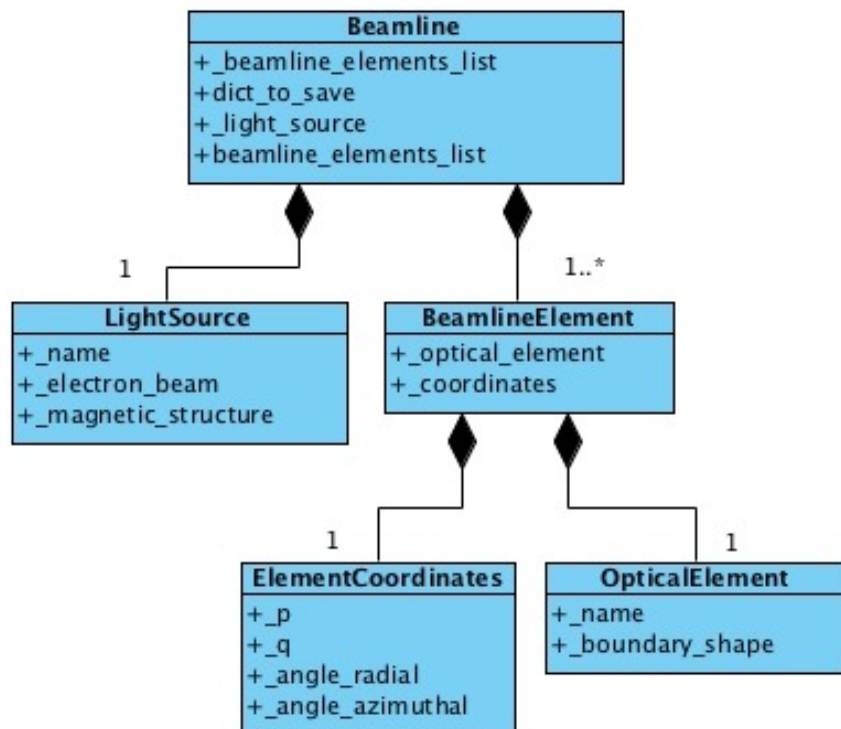 Beamline
+_beamline_elements_list
+dict_to_save
+_light_source
+beamline_elements_list
1
1..*
LightSource
+_name
+_electron_beam
+_magnetic_structure
BeamlineElement
+_optical_element
+_coordinates
1
1
ElementCoordinates
+_p
+_q
+_angle_radial
+_angle_azimuthal
OpticalElement
+_name
+_boundary_shape